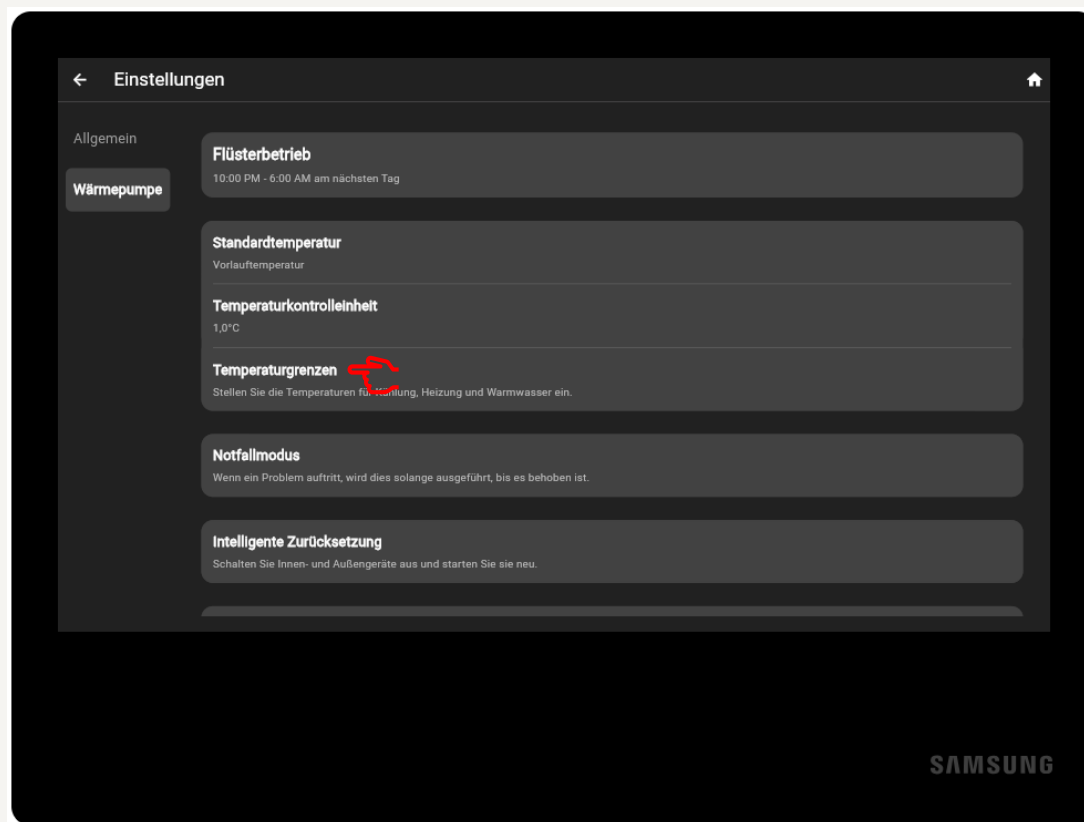 Einstellungen
Allgemein
Wärmepumpe
Flüsterbetrieb
10:00 PM - 6:00 AM am nächsten Tag
Standardtemperatur
Vorlauftemperatur
Temperaturkontrolleinheit
1,0°C
Temperaturgrenzen
Stellen Sie die Temperaturen für Kühlung, Heizung und Warmwasser ein.
Notfallmodus
Wenn ein Problem auftritt, wird dies solange ausgeführt, bis es behoben ist.
Intelligente Zurücksetzung
Schalten Sie Innen- und Außengeräte aus und starten Sie sie neu.
SAMSUNG